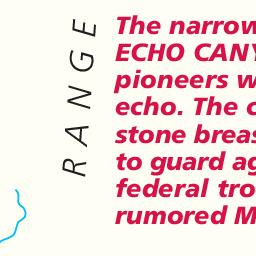 RANGE
The narrow
ECHO CANY
pioneers w
echo. The c
stone breas
to guard ag
federal tro
rumored M